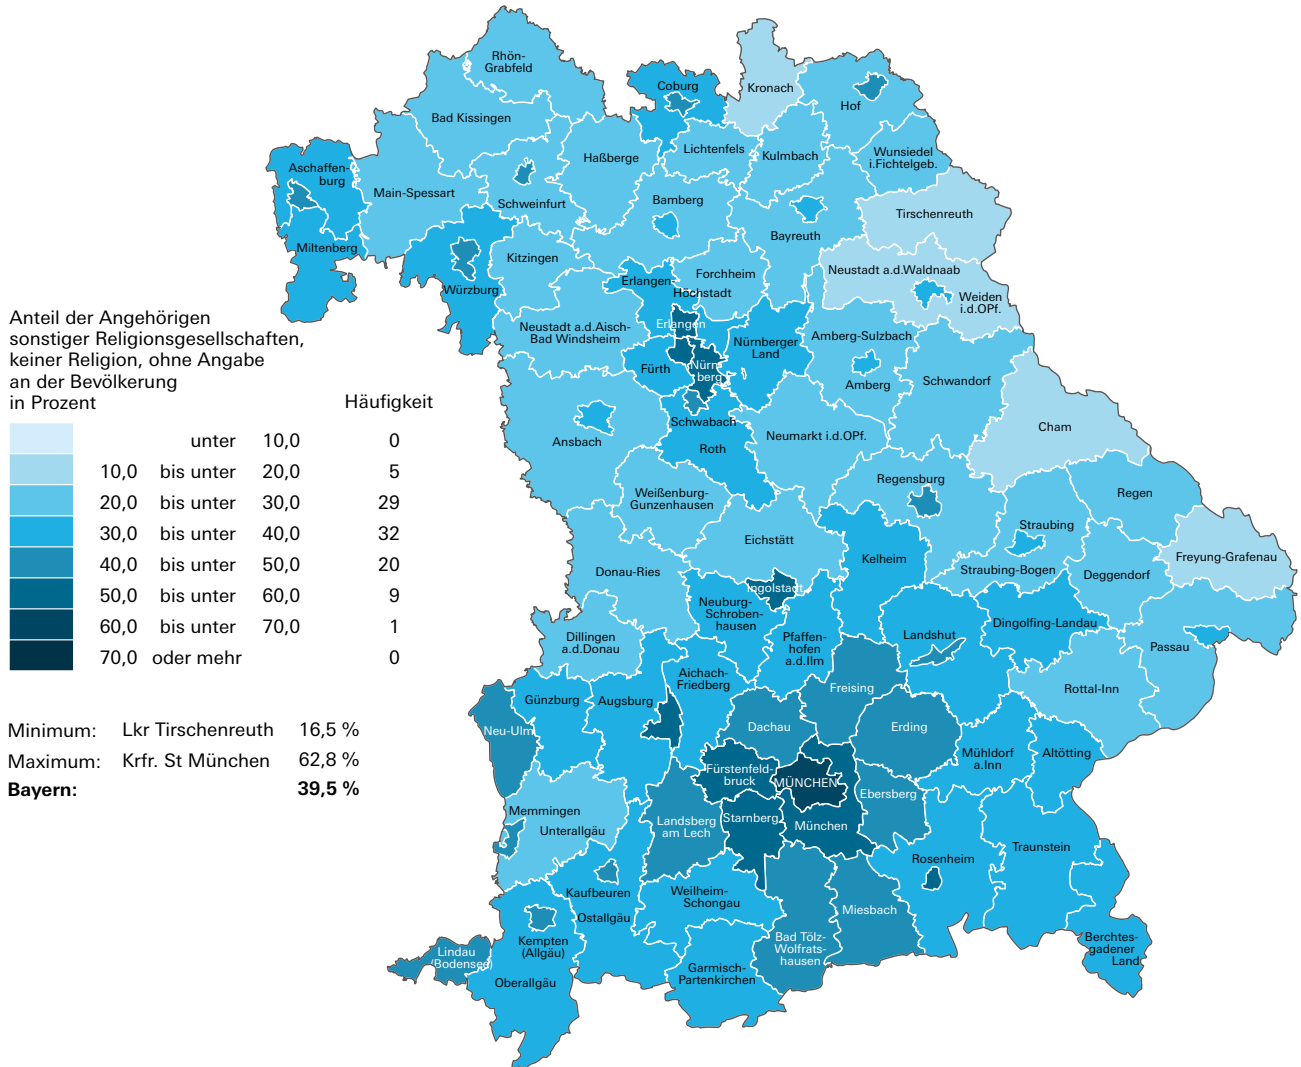 Rhön-
Grabfeld
Coburg
Kronach
Hof
Bad Kissingen
Lichtenfels
Kulmbach
Wunsiedel
i.Fichtelgeb.
Haßberge
Aschaffen-
burg
Main-Spessart
Schweinfurt
Bamberg
Tirschenreuth
Bayreuth
Miltenberg
Kitzingen
Neustadt a.d.Waldnaab
Forchheim
Erlangen-
Höchstadt
Würzburg
Weiden
i.d.OPf.
Erlangen
Neustadt a.d.Aisch-
Bad Windsheim
Nürnberger
Land
Amberg-Sulzbach
Fürth
Nürn-
berg
Amberg
Schwandorf
Schwabach
Ansbach
Roth
Neumarkt i.d.OPf.
Cham
Regensburg
Weißenburg-
Gunzenhausen
Regen
Straubing
Eichstätt
Kelheim
Freyung-Grafenau
Donau-Ries
Straubing-Bogen
Deggendorf
Ingolstadt
Neuburg-
Schroben-
hausen
Dingolfing-Landau
Dillingen
a.d.Donau
Pfaffen-
hofen
a.d.Ilm
Landshut
Passau
Aichach-
Friedberg
Freising
Rottal-Inn
Günzburg
Augsburg
Neu-Ulm
Dachau
Erding
Mühldorf
a.Inn
Altötting
Fürstenfeld-
bruck
MÜNCHEN
Ebersberg
Memmingen
Unterallgäu
Landsberg
am Lech
Starnberg
München
Traunstein
Rosenheim
Kaufbeuren
Weilheim-
Schongau
Miesbach
Ostallgäu
Kempten
(Allgäu)
Bad Tölz-
Wolfrats-
hausen
Berchtes-
gadener
Land
Lindau
(Bodensee)
Garmisch-
Partenkirchen
Oberallgäu
Anteil der Angehörigen
sonstiger Religionsgesellschaften,
keiner Religion, ohne Angabe
an der Bevölkerung
in Prozent Häufigkeit
unter 10,0 0
10,0 bis unter 20,0 5
20,0 bis unter 30,0 29
30,0 bis unter 40,0 32
40,0 bis unter 50,0 20
50,0 bis unter 60,0 9
60,0 bis unter 70,0 1
70,0 oder mehr 0
Minimum: Lkr Tirschenreuth 16,5 %
Maximum: Krfr. St München 62,8 %
Bayern: 39,5 %